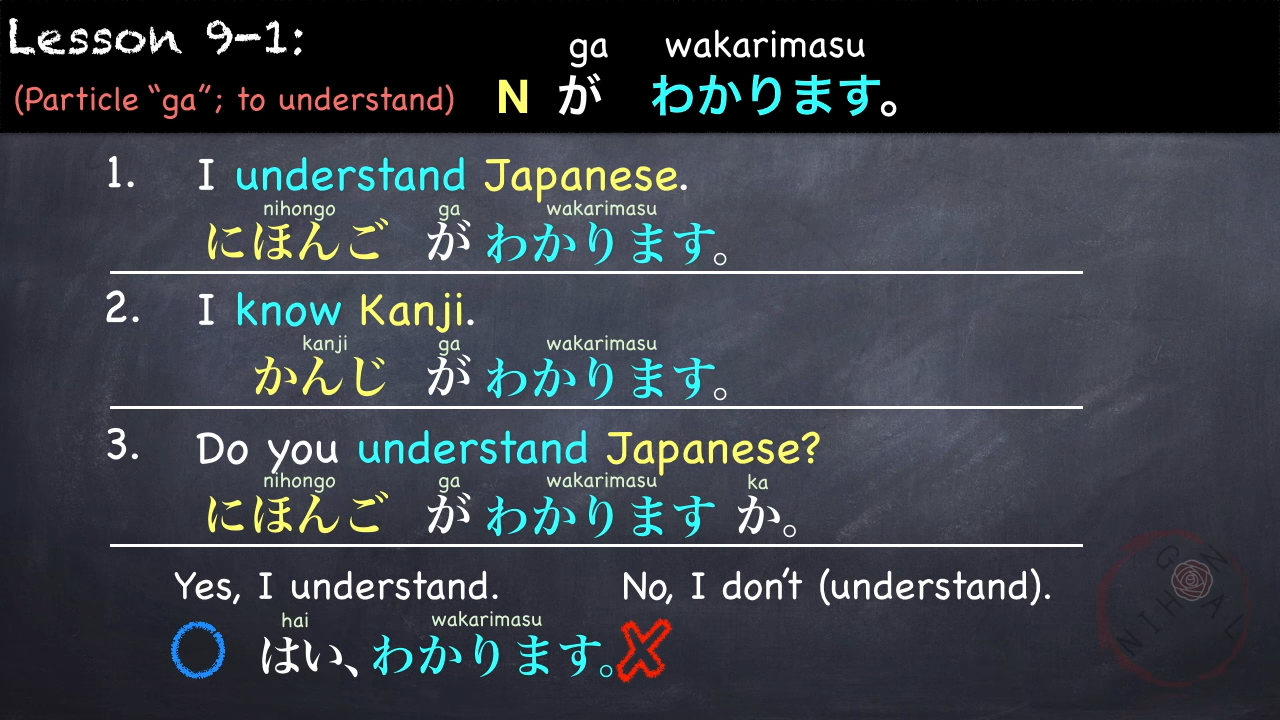 Lesson 9-1:
ga wakarimasu
(Particle “ga”; to understand) N が わかります。
1. I understand Japanese.
nihongo ga wakarimasu
にほんご が わかります。
2. I know Kanji.
kanji ga wakarimasu
かんじ が わかります。
3. Do you understand Japanese?
nihongo ga wakarimasu ka
にほんご が わかります か。
Yes, I understand. No, I don’t (understand).
hai wakarimasu
はい、わかります。
NIHON GOAL